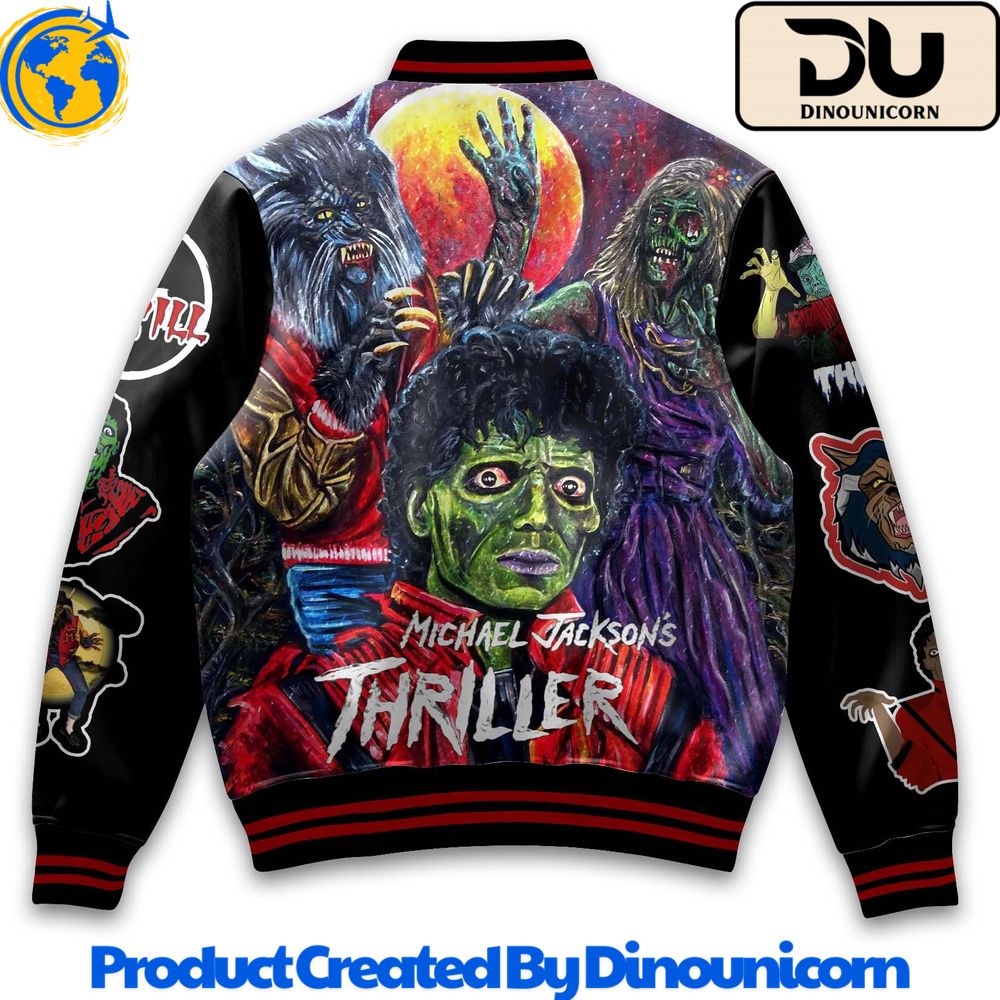 DU
DINOUNICORN
MICHAEL JACKSON'S
THRILLER
Product Created By Dinounicorn